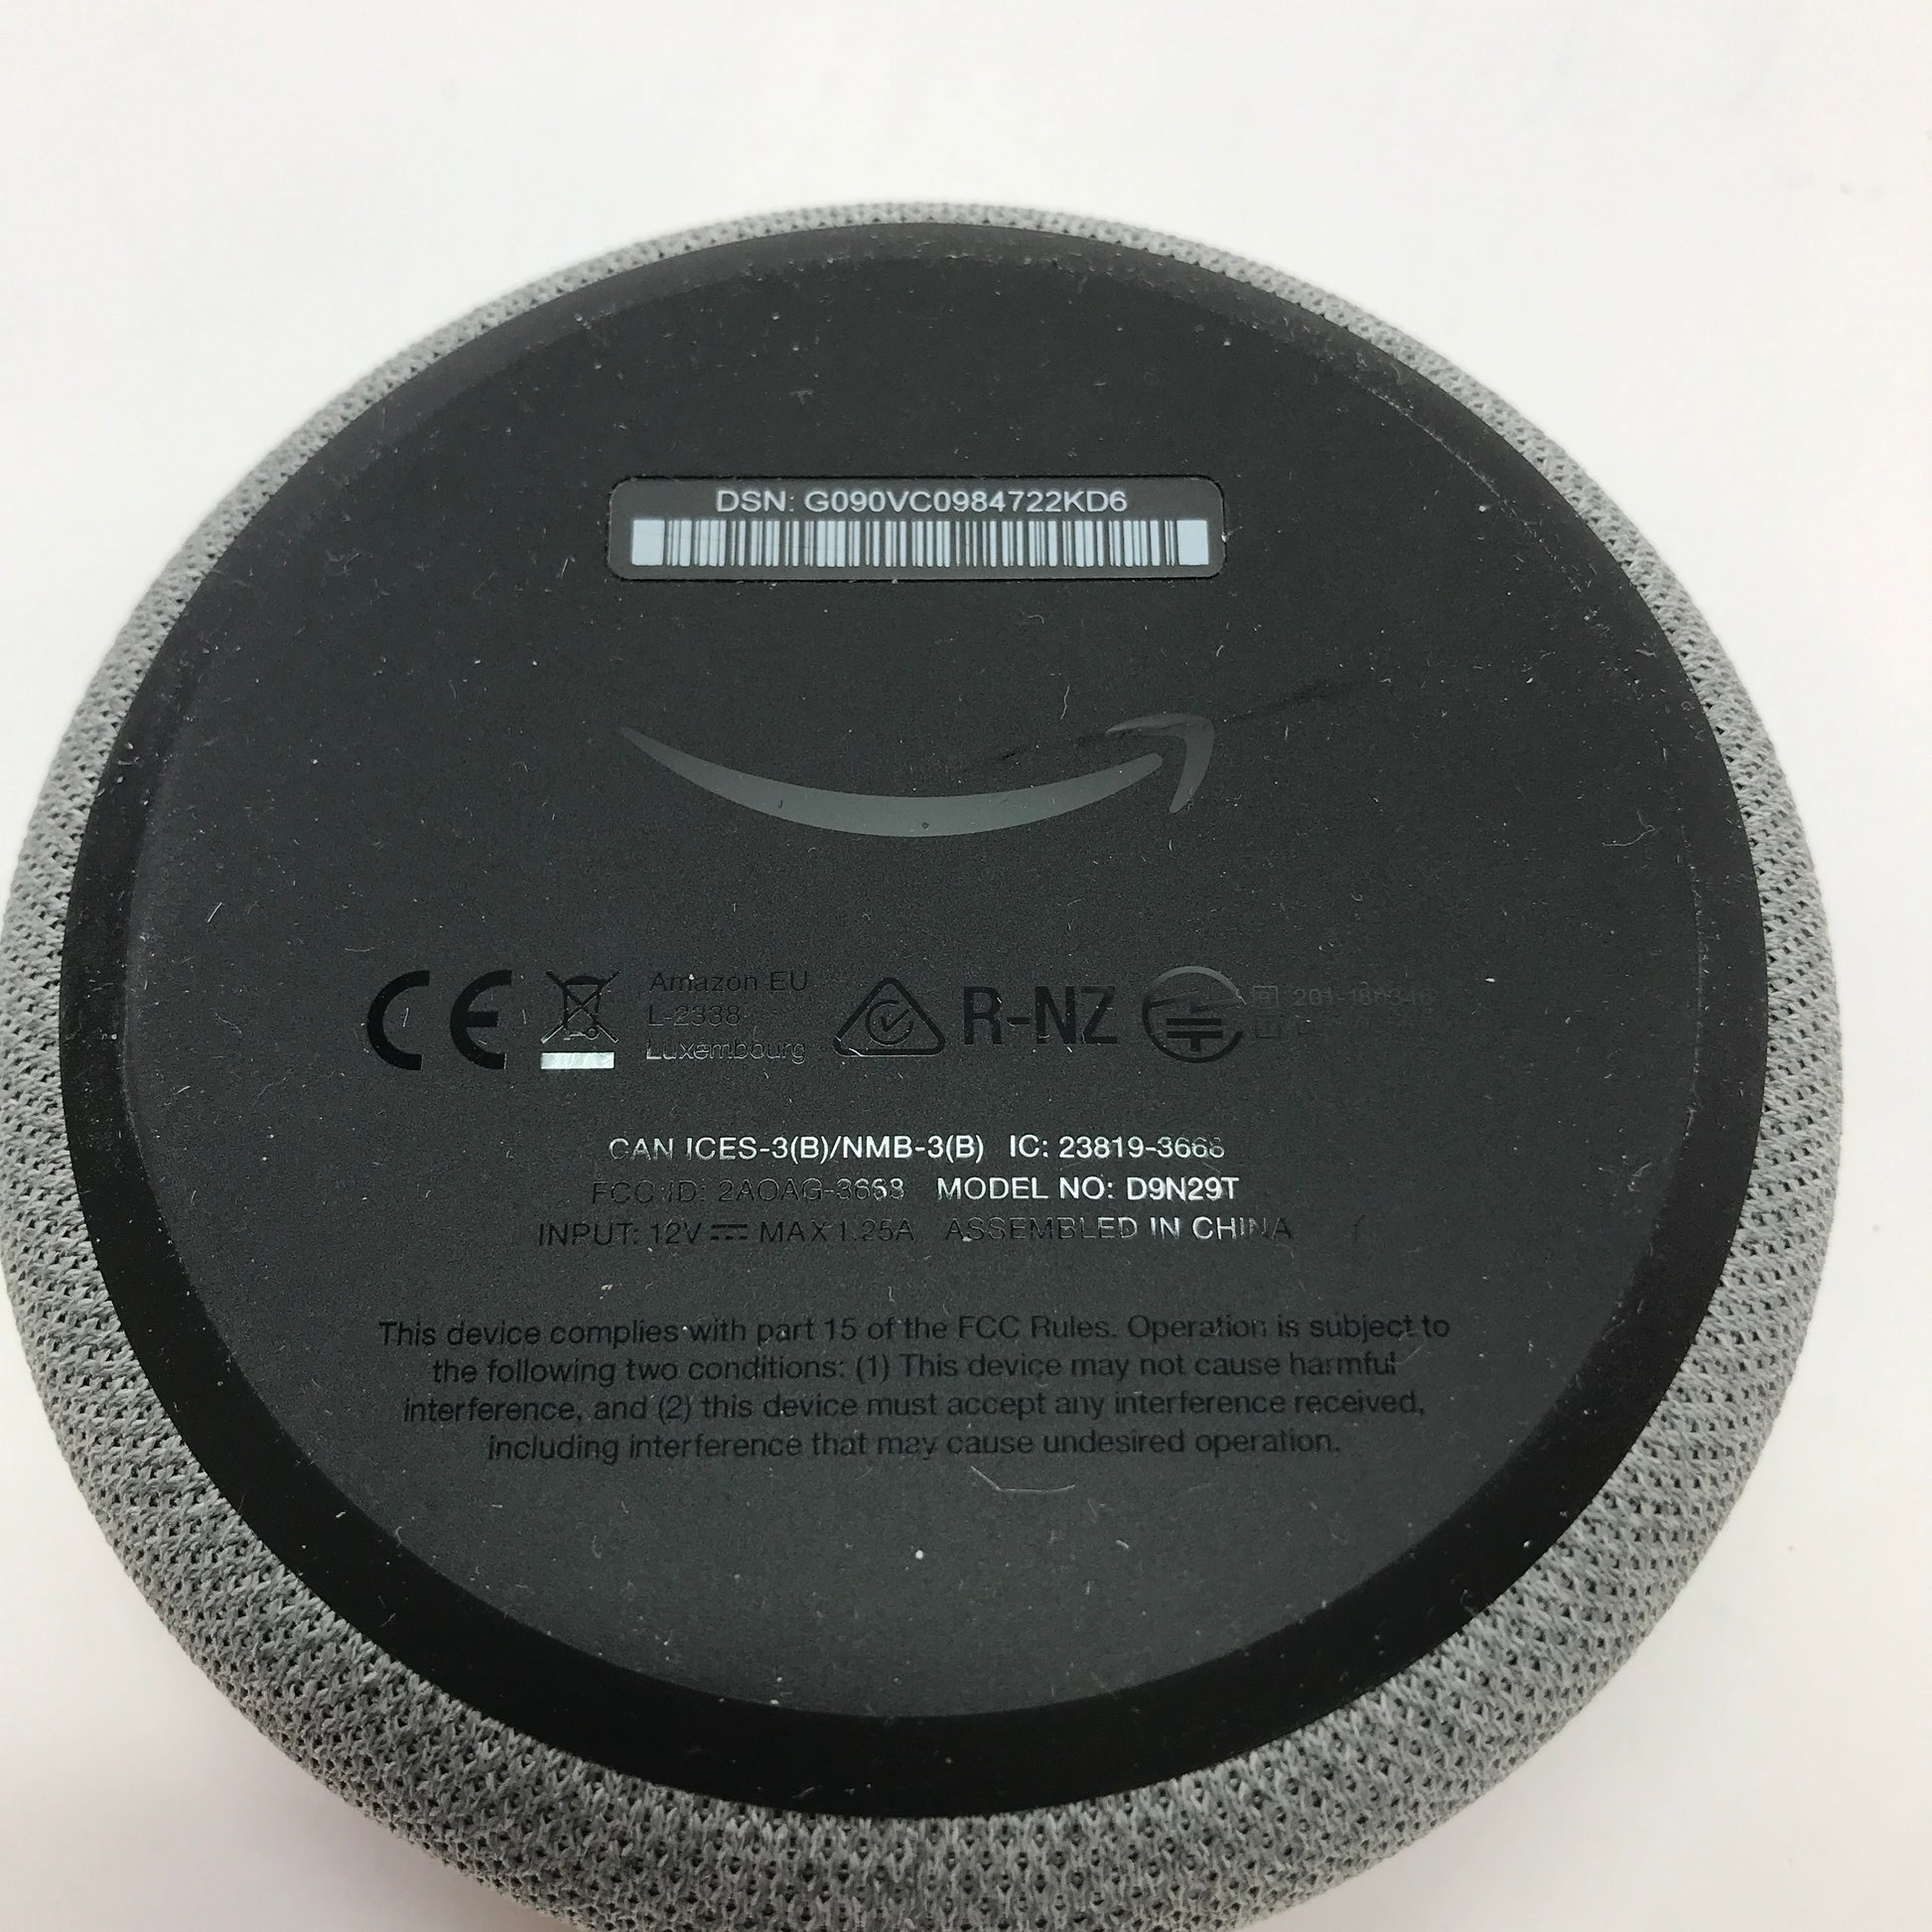 DSN: G090VC0984722KD6
CE
Amazon EU
L-2338
Luxembourg
R-NZ
R 201-180346
T
CAN ICES-3(B)/NMB-3(B) IC: 23819-3668
FCC ID: 2AOAG-3668 MODEL NO: D9N29T
INPUT: 12V⎓ MAX 1.25A ASSEMBLED IN CHINA
This device complies with part 15 of the FCC Rules. Operation is subject to
the following two conditions: (1) This device may not cause harmful
interference, and (2) this device must accept any interference received,
including interference that may cause undesired operation.